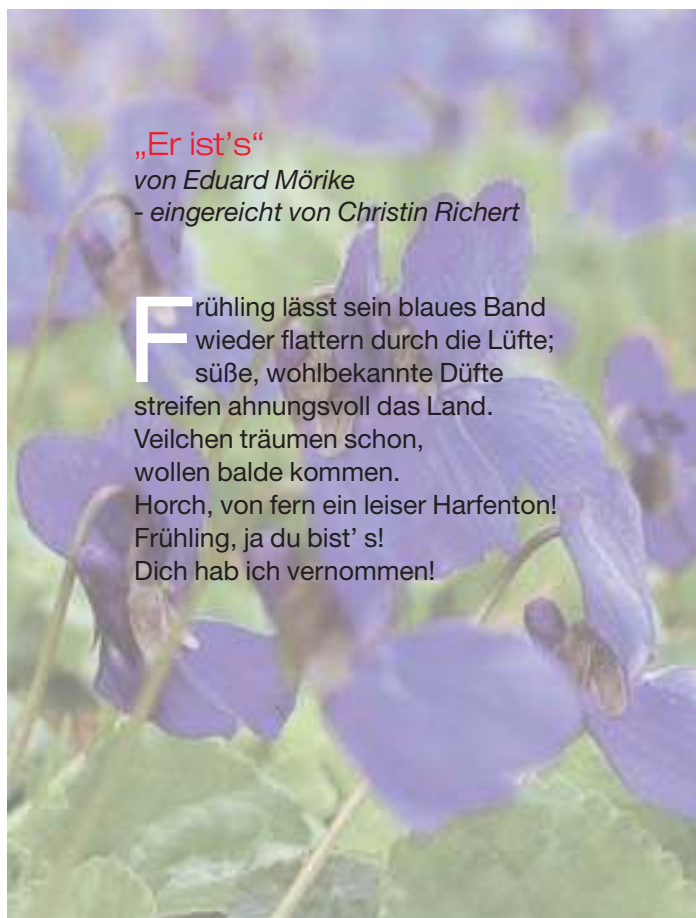 „Er ist’s“
von Eduard Mörike
- eingereicht von Christin Richert
Frühling lässt sein blaues Band
wieder flattern durch die Lüfte;
süße, wohlbekannte Düfte
streifen ahnungsvoll das Land.
Veilchen träumen schon,
wollen balde kommen.
Horch, von fern ein leiser Harfenton!
Frühling, ja du bist’ s!
Dich hab ich vernommen!